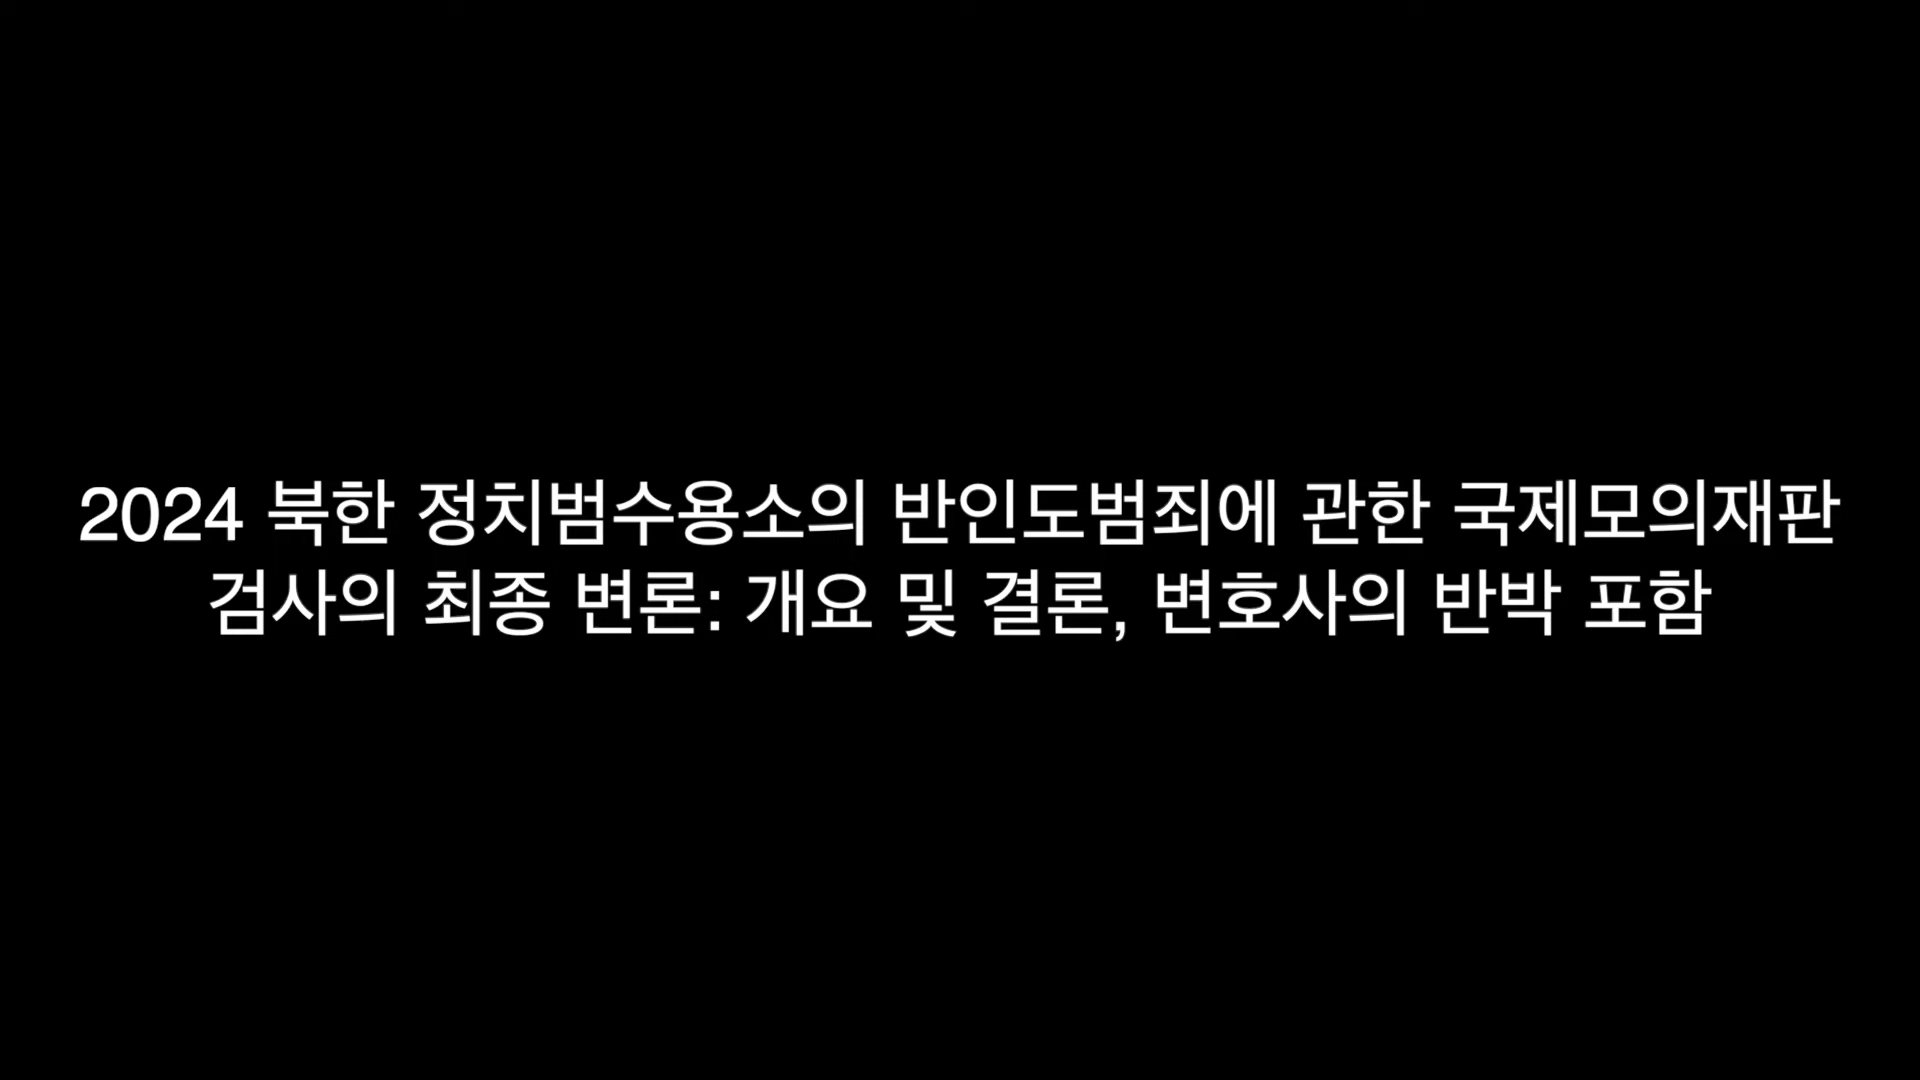 2024 북한 정치범수용소의 반인도범죄에 관한 국제모의재판
검사의 최종 변론: 개요 및 결론, 변호사의 반박 포함